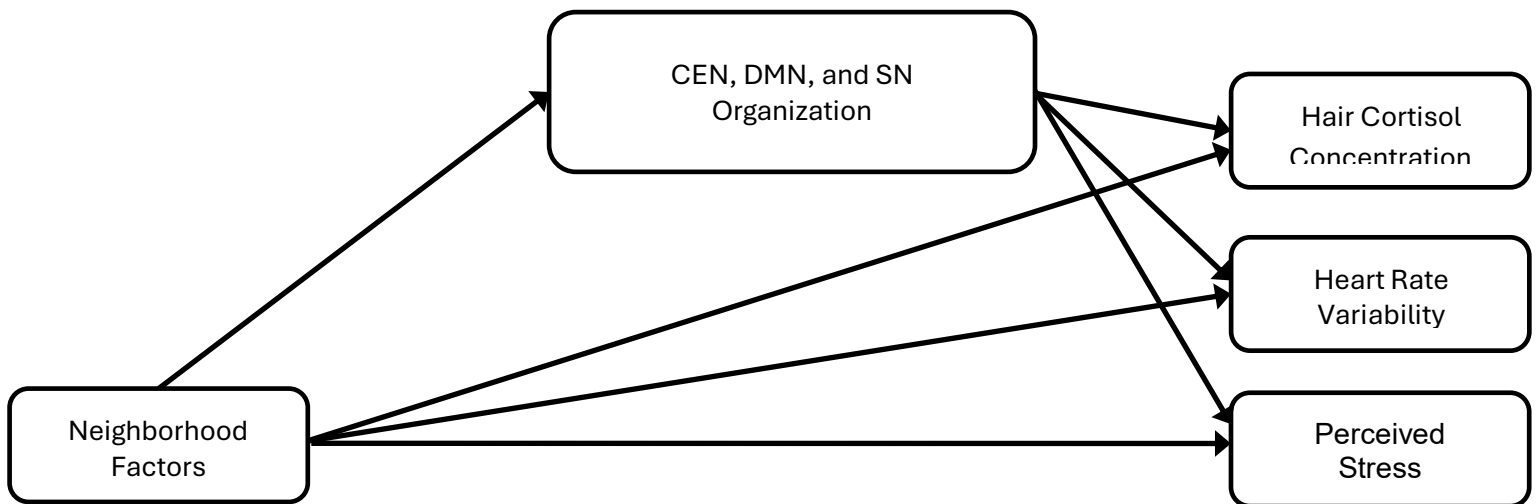 CEN, DMN, and SN
Organization
Hair Cortisol
Concentration
Heart Rate
Variability
Neighborhood
Factors
Perceived
Stress